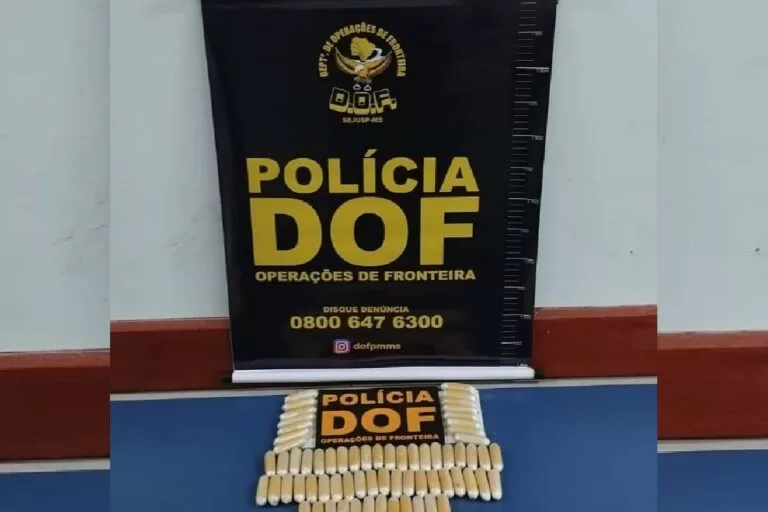 DEPTº. DE OPERAÇÕES DE FRONTEIRA
D.O.F.
SEJUSP-MS
POLÍCIA
DOF
OPERAÇÕES DE FRONTEIRA
DISQUE DENÚNCIA
0800 647 6300
dofpmms
POLÍCIA
DOF
OPERAÇÕES DE FRONTEIRA